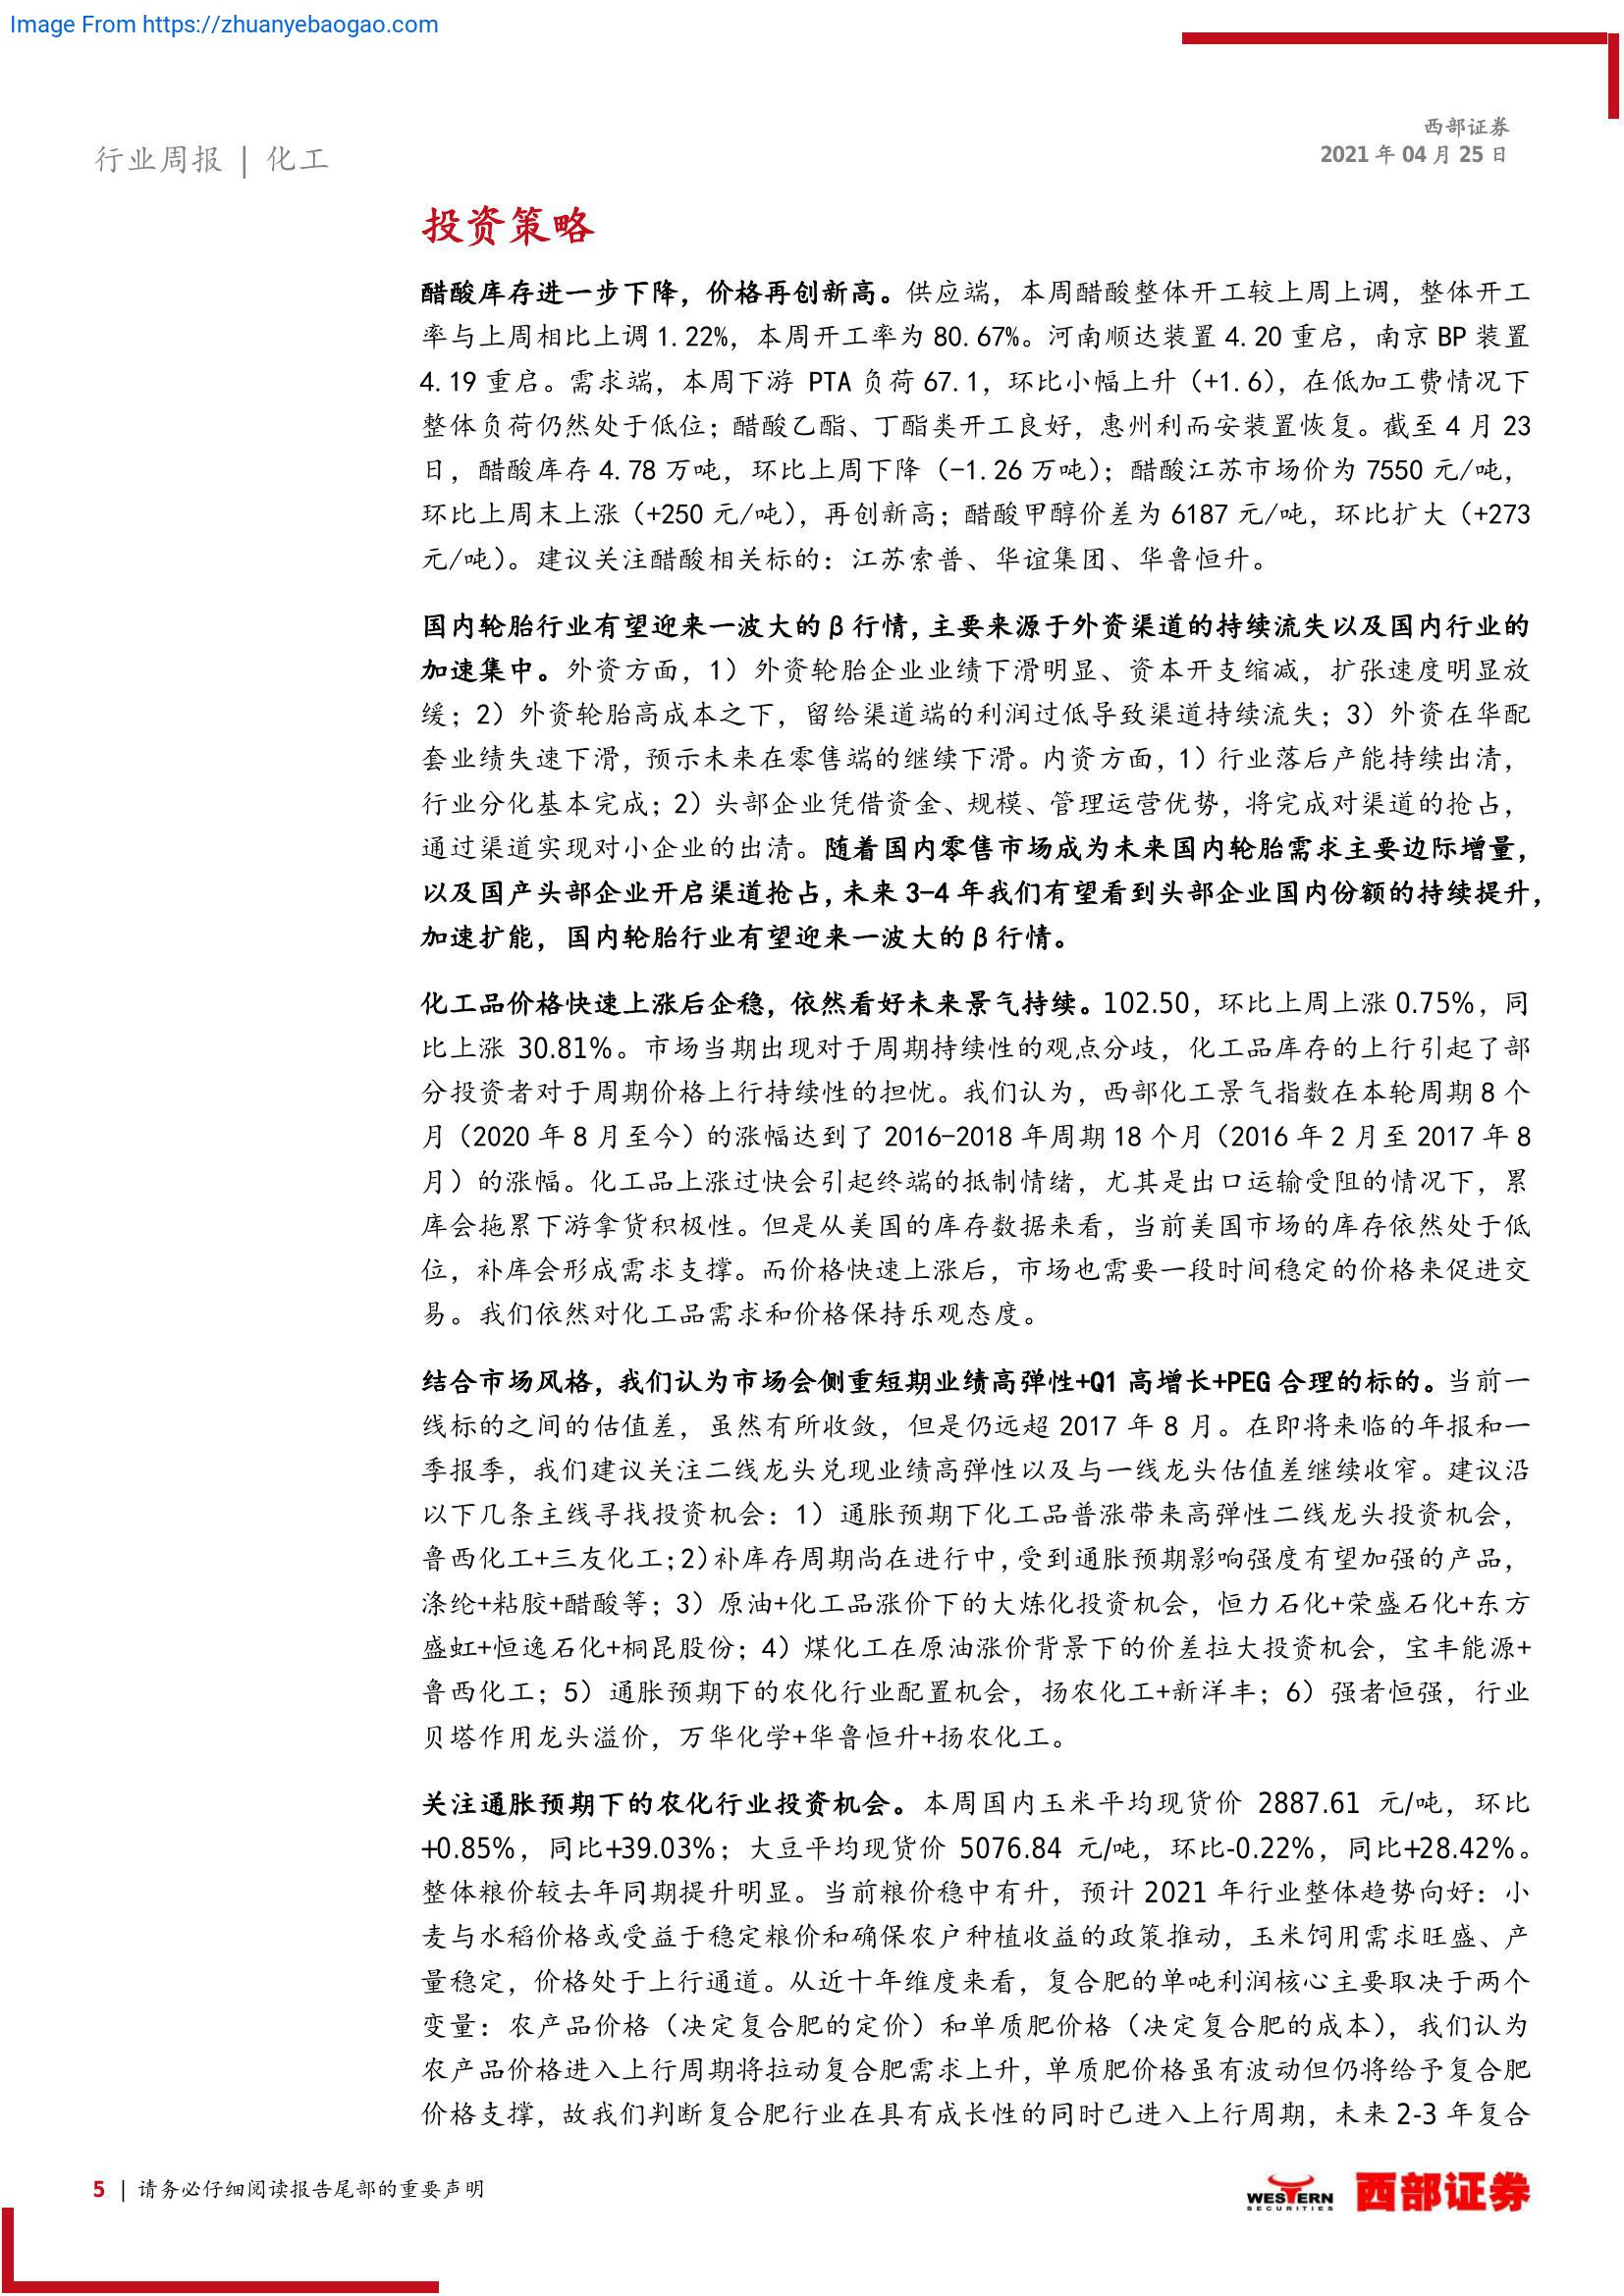 Image From https://zhuanyebaogao.com
西部证券
2021 年 04 月 25 日
行业周报 | 化工
投资策略
醋酸库存进一步下降，价格再创新高。供应端，本周醋酸整体开工较上周上调，整体开工
率与上周相比上调 1.22%，本周开工率为 80.67%。河南顺达装置 4.20 重启，南京 BP 装置
4.19 重启。需求端，本周下游 PTA 负荷 67.1，环比小幅上升（+1.6），在低加工费情况下
整体负荷仍然处于低位；醋酸乙酯、丁酯类开工良好，惠州利而安装置恢复。截至 4 月 23
日，醋酸库存 4.78 万吨，环比上周下降（-1.26 万吨）；醋酸江苏市场价为 7550 元/吨，
环比上周末上涨（+250 元/吨），再创新高；醋酸甲醇价差为 6187 元/吨，环比扩大（+273
元/吨）。建议关注醋酸相关标的：江苏索普、华谊集团、华鲁恒升。
国内轮胎行业有望迎来一波大的 β 行情，主要来源于外资渠道的持续流失以及国内行业的
加速集中。外资方面，1）外资轮胎企业业绩下滑明显、资本开支缩减，扩张速度明显放
缓；2）外资轮胎高成本之下，留给渠道端的利润过低导致渠道持续流失；3）外资在华配
套业绩失速下滑，预示未来在零售端的继续下滑。内资方面，1）行业落后产能持续出清，
行业分化基本完成；2）头部企业凭借资金、规模、管理运营优势，将完成对渠道的抢占，
通过渠道实现对小企业的出清。随着国内零售市场成为未来国内轮胎需求主要边际增量，
以及国产头部企业开启渠道抢占，未来 3-4 年我们有望看到头部企业国内份额的持续提升，
加速扩能，国内轮胎行业有望迎来一波大的 β 行情。
化工品价格快速上涨后企稳，依然看好未来景气持续。102.50，环比上周上涨 0.75%，同
比上涨 30.81%。市场当期出现对于周期持续性的观点分歧，化工品库存的上行引起了部
分投资者对于周期价格上行持续性的担忧。我们认为，西部化工景气指数在本轮周期 8 个
月（2020 年 8 月至今）的涨幅达到了 2016-2018 年周期 18 个月（2016 年 2 月至 2017 年 8
月）的涨幅。化工品上涨过快会引起终端的抵制情绪，尤其是出口运输受阻的情况下，累
库会拖累下游拿货积极性。但是从美国的库存数据来看，当前美国市场的库存依然处于低
位，补库会形成需求支撑。而价格快速上涨后，市场也需要一段时间稳定的价格来促进交
易。我们依然对化工品需求和价格保持乐观态度。
结合市场风格，我们认为市场会侧重短期业绩高弹性+Q1 高增长+PEG 合理的标的。当前一
线标的之间的估值差，虽然有所收敛，但是仍远超 2017 年 8 月。在即将来临的年报和一
季报季，我们建议关注二线龙头兑现业绩高弹性以及与一线龙头估值差继续收窄。建议沿
以下几条主线寻找投资机会：1）通胀预期下化工品普涨带来高弹性二线龙头投资机会，
鲁西化工+三友化工；2）补库存周期尚在进行中，受到通胀预期影响强度有望加强的产品，
涤纶+粘胶+醋酸等；3）原油+化工品涨价下的大炼化投资机会，恒力石化+荣盛石化+东方
盛虹+恒逸石化+桐昆股份；4）煤化工在原油涨价背景下的价差拉大投资机会，宝丰能源+
鲁西化工；5）通胀预期下的农化行业配置机会，扬农化工+新洋丰；6）强者恒强，行业
贝塔作用龙头溢价，万华化学+华鲁恒升+扬农化工。
关注通胀预期下的农化行业投资机会。本周国内玉米平均现货价 2887.61 元/吨，环比
+0.85%，同比+39.03%；大豆平均现货价 5076.84 元/吨，环比-0.22%，同比+28.42%。
整体粮价较去年同期提升明显。当前粮价稳中有升，预计 2021 年行业整体趋势向好：小
麦与水稻价格或受益于稳定粮价和确保农户种植收益的政策推动，玉米饲用需求旺盛、产
量稳定，价格处于上行通道。从近十年维度来看，复合肥的单吨利润核心主要取决于两个
变量：农产品价格（决定复合肥的定价）和单质肥价格（决定复合肥的成本），我们认为
农产品价格进入上行周期将拉动复合肥需求上升，单质肥价格虽有波动但仍将给予复合肥
价格支撑，故我们判断复合肥行业在具有成长性的同时已进入上行周期，未来 2-3 年复合
5 | 请务必仔细阅读报告尾部的重要声明
WESTERN
SECURITIES
西部证券